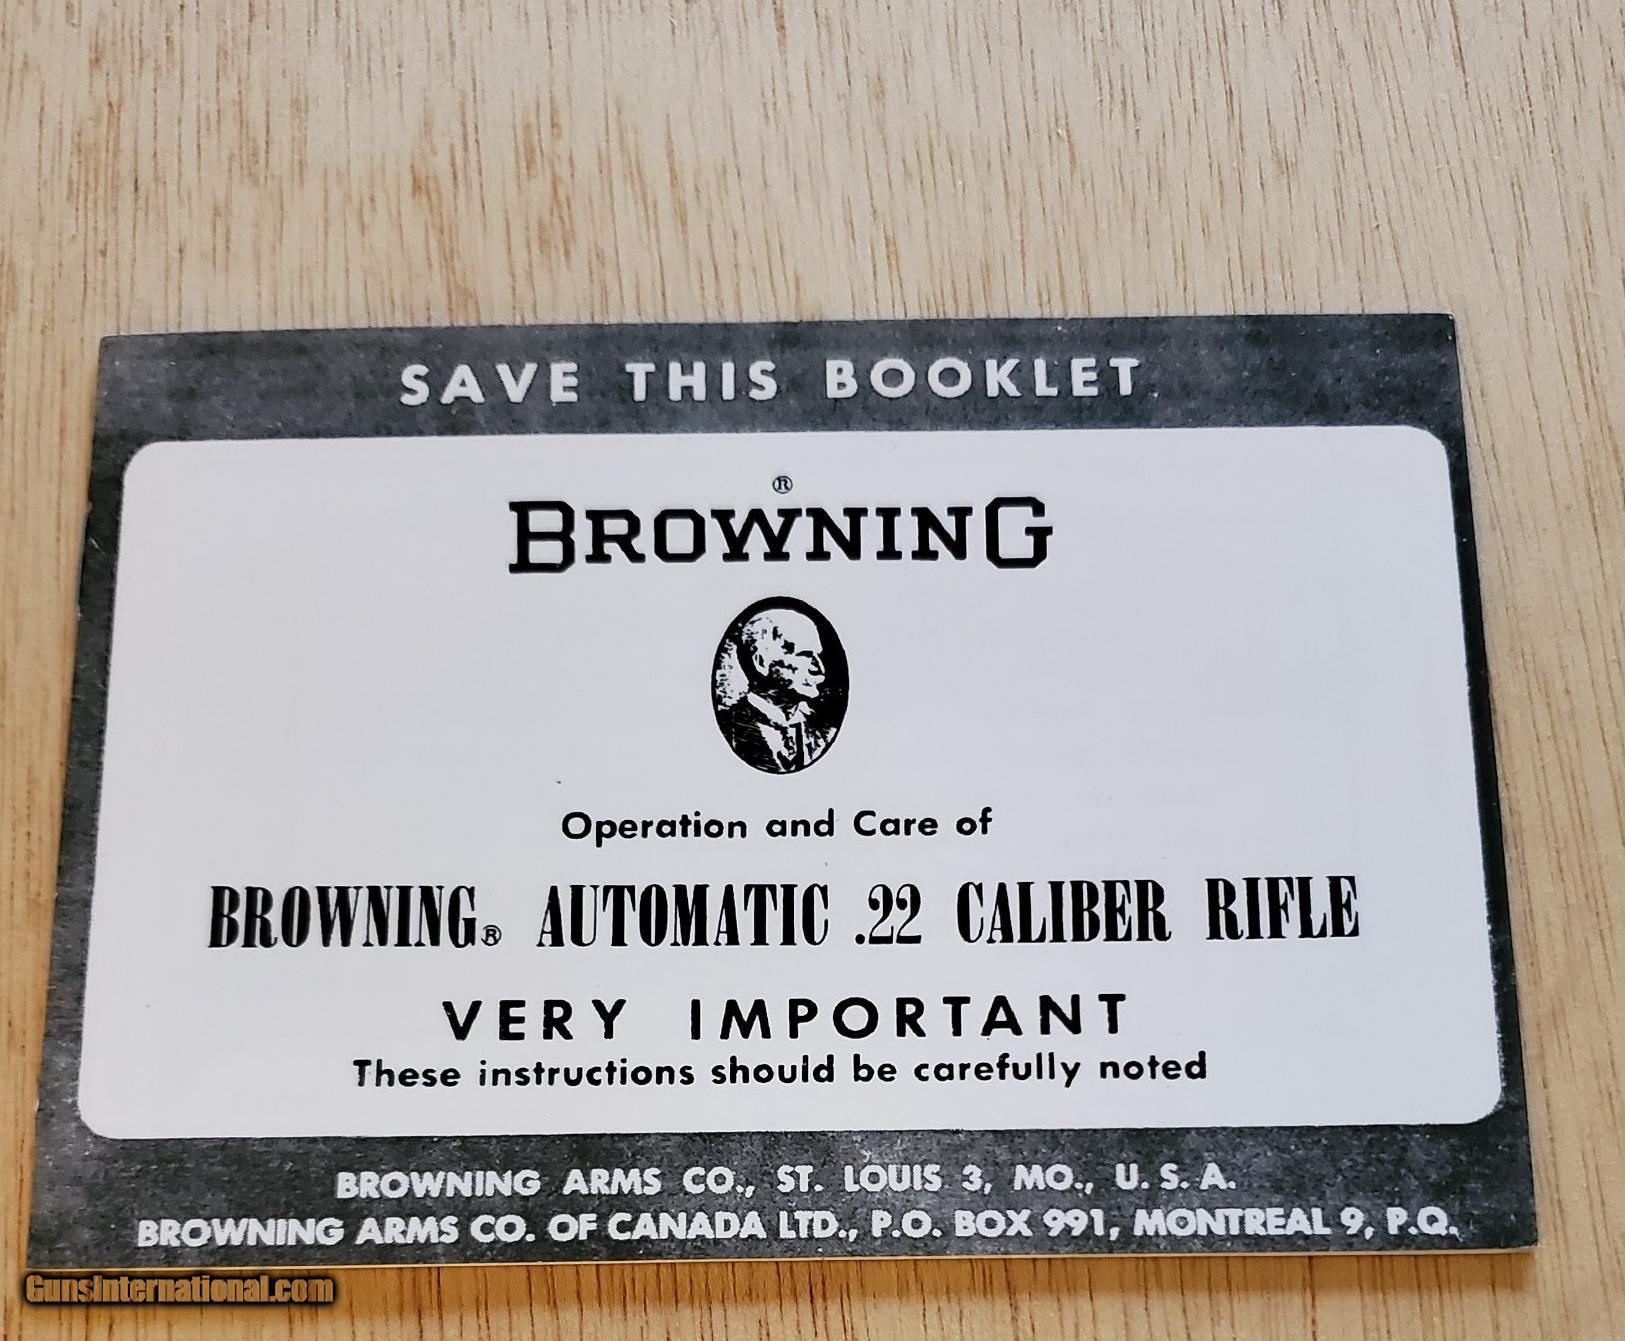 SAVE THIS BOOKLET
®
BROWNING
Operation and Care of
BROWNING® AUTOMATIC .22 CALIBER RIFLE
VERY IMPORTANT
These instructions should be carefully noted
BROWNING ARMS CO., ST. LOUIS 3, MO., U. S. A.
BROWNING ARMS CO. OF CANADA LTD., P.O. BOX 991, MONTREAL 9, P.Q.
GunsInternational.com